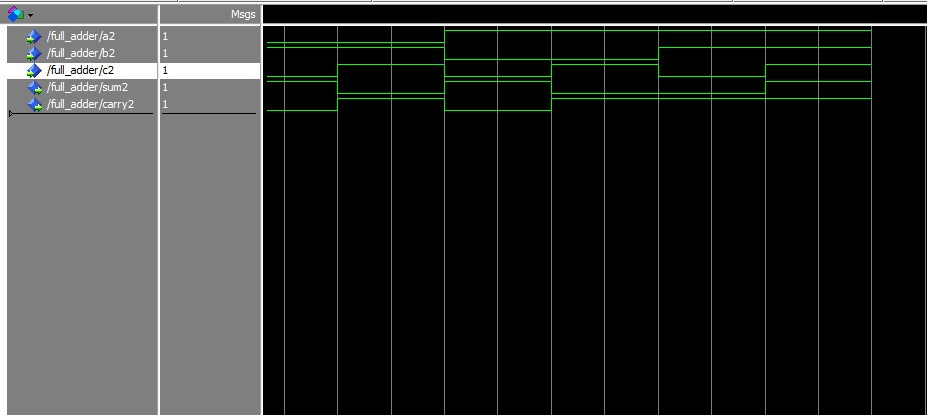 Msgs
/full_adder/a2 1
/full_adder/b2 1
/full_adder/c2 1
/full_adder/sum2 1
/full_adder/carry2 1